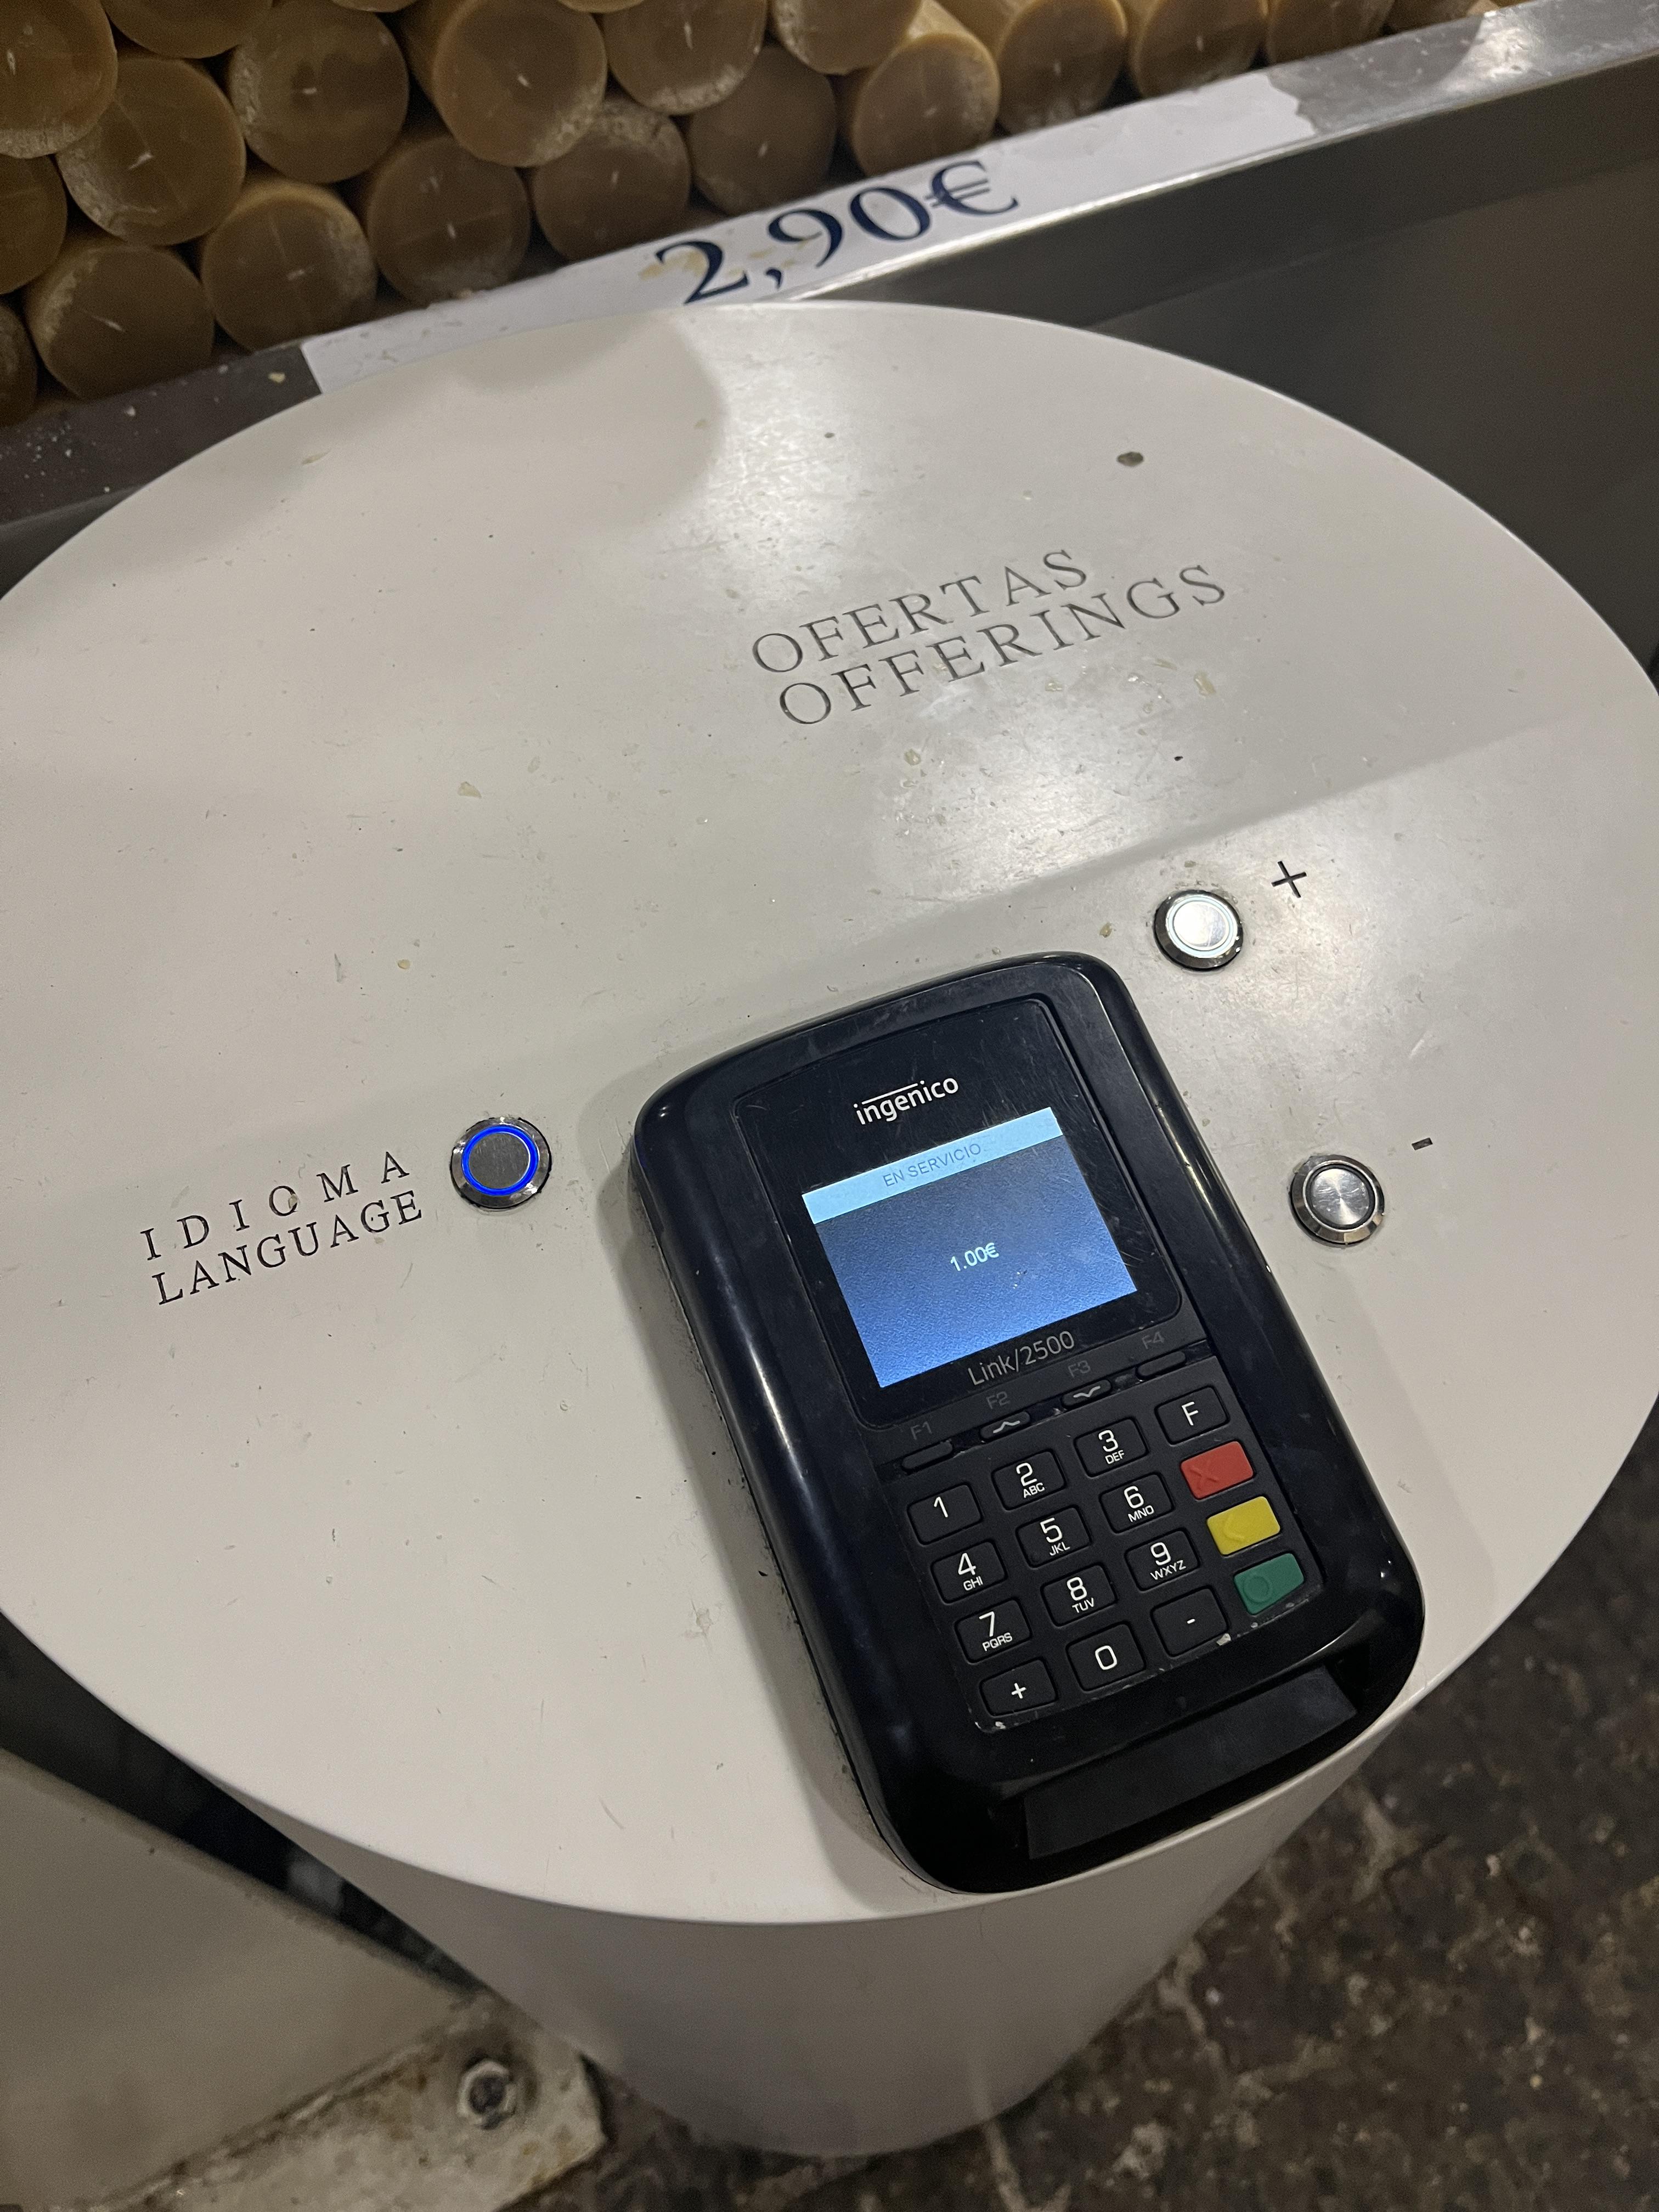 2,90€
OFERTAS
OFFERINGS
+
-
IDIOMA
LANGUAGE
ingenico
EN SERVICIO
1.00€
Link/2500
F1 F2 F3 F4
1 2 ABC 3 DEF F
4 GHI 5 JKL 6 MNO
7 PQRS 8 TUV 9 WXYZ
+ 0 -